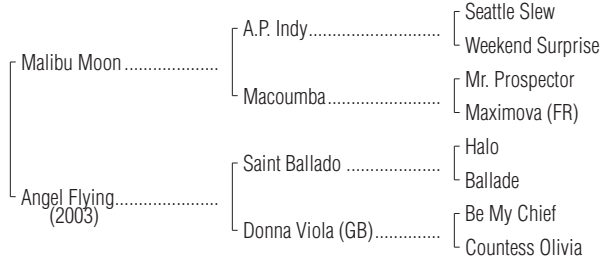 Seattle Slew
A.P. Indy..............................
Weekend Surprise
Malibu Moon .....................
Mr. Prospector
Macoumba..........................
Maximova (FR)
Halo
Saint Ballado ......................
Ballade
Angel Flying.......................
(2003)
Be My Chief
Donna Viola (GB)...............
Countess Olivia